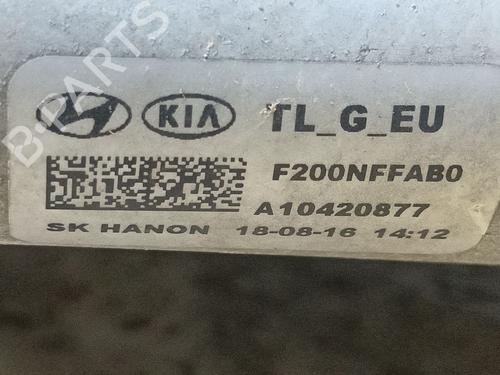 B-PARTS
KIA TL_G_EU
F200NFFAB0
A10420877
SK HANON 18-08-16 14:12